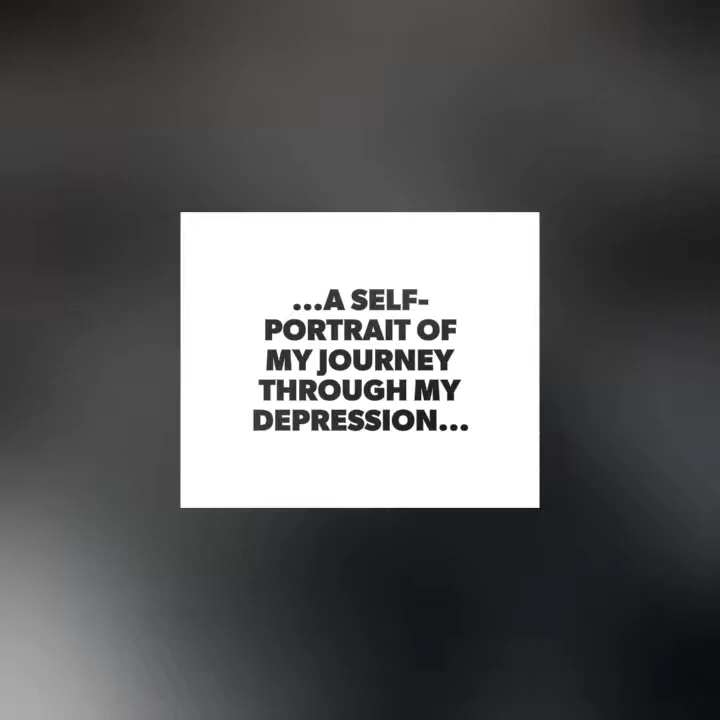 ...A SELF-
PORTRAIT OF
MY JOURNEY
THROUGH MY
DEPRESSION...